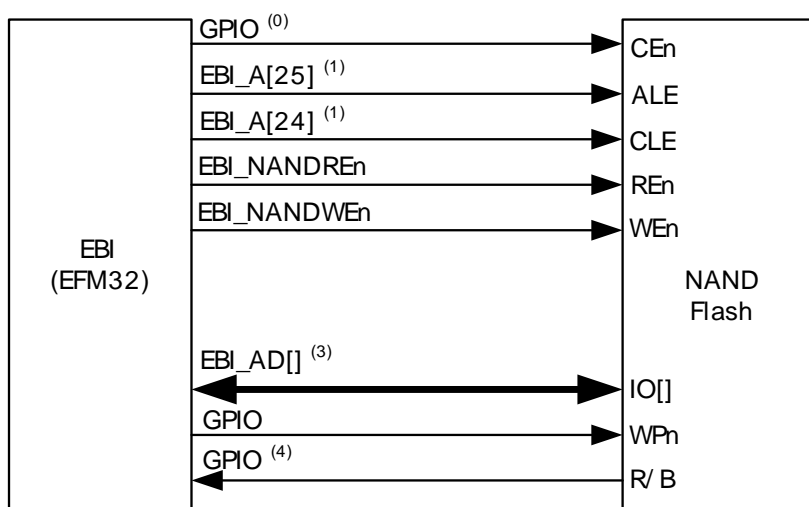 GPIO (0)
CEn
EBI_A[25] (1)
ALE
EBI_A[24] (1)
CLE
EBI_NANDREn
REn
EBI_NANDWEn
WEn
EBI
(EFM32)
NAND
Flash
EBI_AD[] (3)
IO[]
GPIO
WPn
GPIO (4)
R/ B